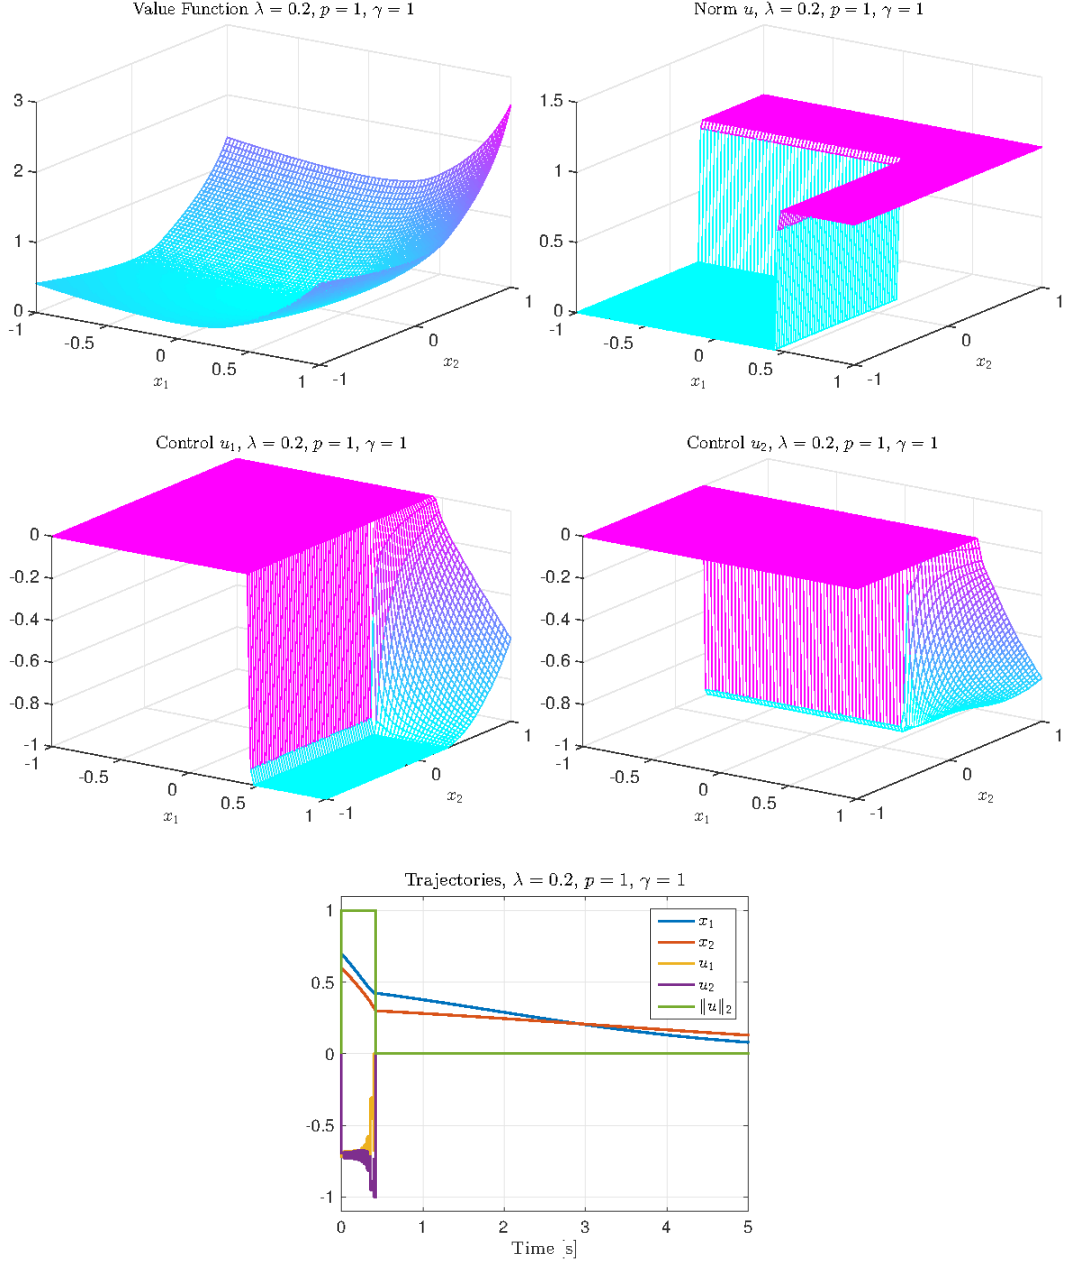 Value Function λ = 0.2, p = 1, γ = 1
3
2
1
0
-1
-0.5
0
0.5
1
x₁
-1
0
1
x₂
Norm u, λ = 0.2, p = 1, γ = 1
1.5
1
0.5
0
-1
-0.5
0
0.5
1
x₁
-1
0
1
x₂
Control u₁, λ = 0.2, p = 1, γ = 1
0
-0.2
-0.4
-0.6
-0.8
-1
-1
-0.5
0
0.5
1
x₁
-1
0
1
x₂
Control u₂, λ = 0.2, p = 1, γ = 1
0
-0.2
-0.4
-0.6
-0.8
-1
-1
-0.5
0
0.5
1
x₁
-1
0
1
x₂
Trajectories, λ = 0.2, p = 1, γ = 1
1
0.5
0
-0.5
-1
x₁
x₂
u₁
u₂
‖u‖₂
0 1 2 3 4 5
Time [s]